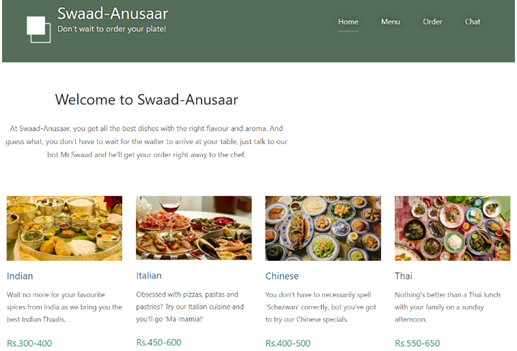 Swaad-Anusaar
Don't wait to order your plate!
Home Menu Order Chat
Welcome to Swaad-Anusaar
At Swaad-Anusaar, you get all the best dishes with the right flavour and aroma. And
guess what, you don't have to wait for the waiter to arrive at your table, just talk to our
bot Mr.Swaad and he'll get your order right away to the chef.
Indian
Wait no more for your favourite
spices from India as we bring you the
best Indian Thaalis.
Rs.300-400
Italian
Obsessed with pizzas, pastas and
pastries? Try our Italian cuisine and
you'll go 'Ma-mamia!'
Rs.450-600
Chinese
You don't have to necessarily spell
'Schezwan' correctly, but you've got
to try our Chinese specials.
Rs.400-500
Thai
Nothing's better than a Thai lunch
with your family on a sunday
afternoon.
Rs.550-650